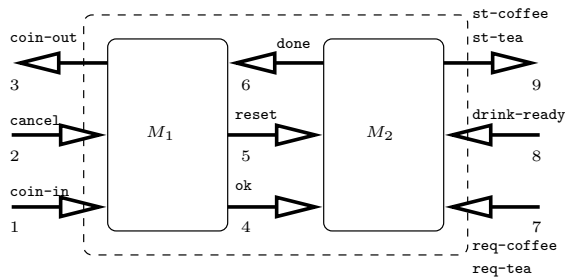 st-coffee
coin-out
done
st-tea
3
6
9
cancel
reset
drink-ready
M1
M2
2
5
8
coin-in
ok
1
4
7
req-coffee
req-tea